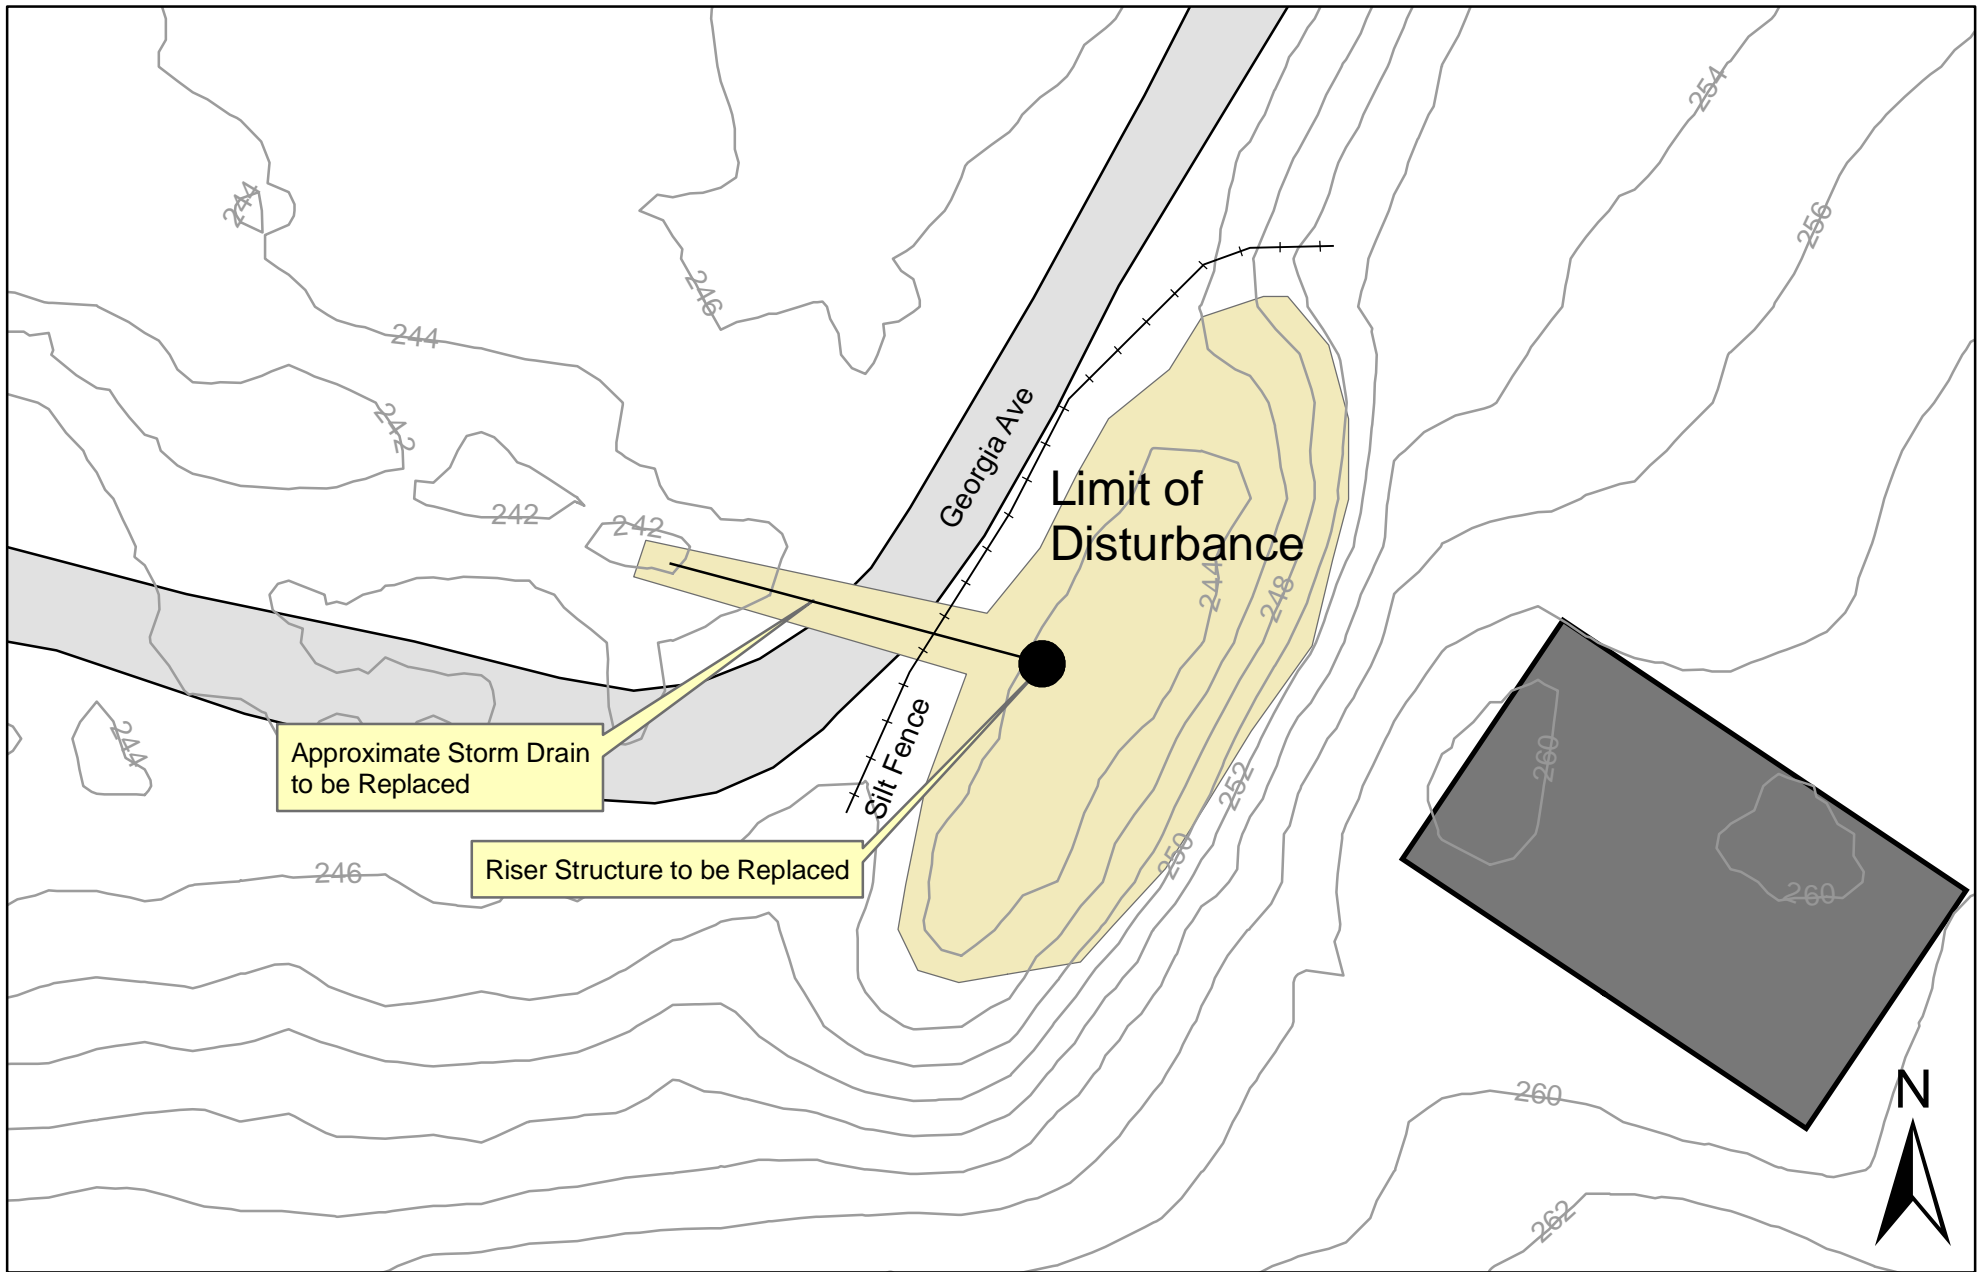 254
256
244
246
244
242
Georgia Ave
Limit of
Disturbance
242
242
244
248
244
Approximate Storm Drain
to be Replaced
Silt Fence
252
260
250
Riser Structure to be Replaced
246
260
260
N
262